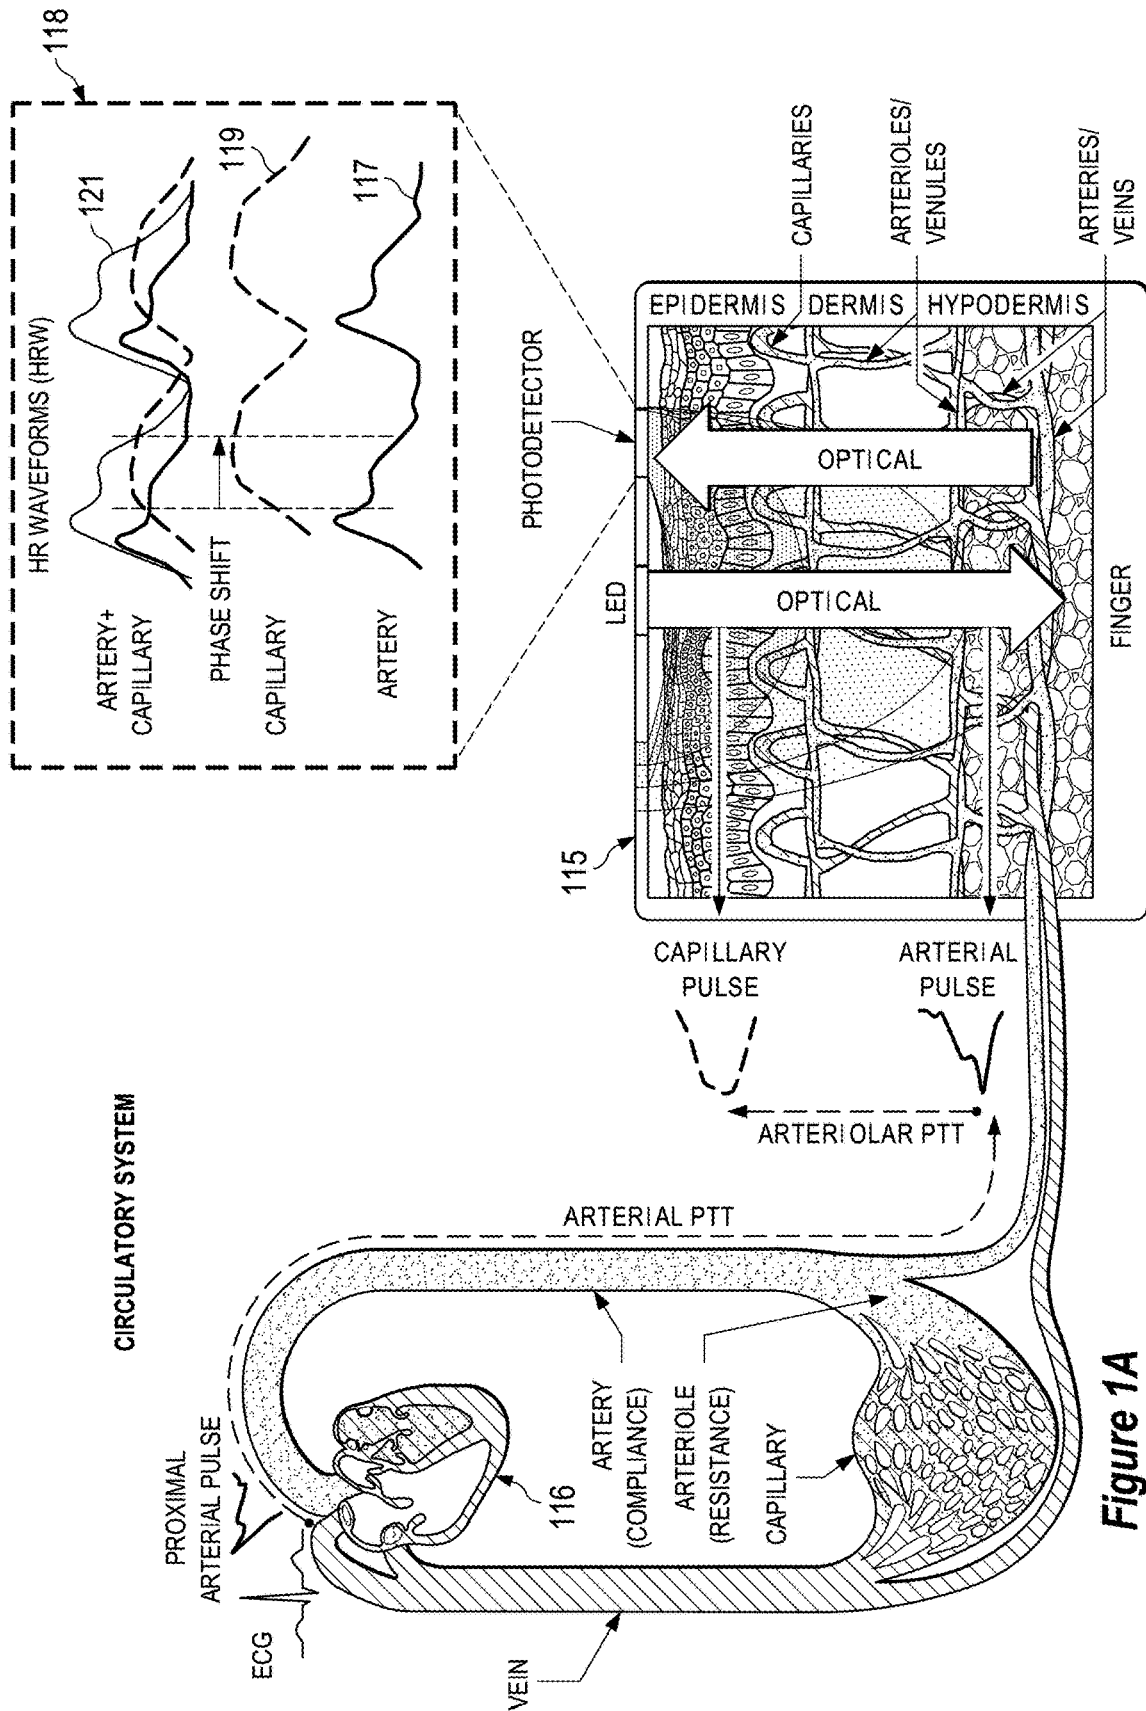 CIRCULATORY SYSTEM
PROXIMAL
ARTERIAL PULSE
ECG
VEIN
116
ARTERY
(COMPLIANCE)
ARTERIOLE
(RESISTANCE)
CAPILLARY
ARTERIAL PTT
ARTERIOLAR PTT
CAPILLARY
PULSE
ARTERIAL
PULSE
118
HR WAVEFORMS (HRW)
121
ARTERY+
CAPILLARY
PHASE SHIFT
CAPILLARY
119
ARTERY
117
115
LED
PHOTODETECTOR
OPTICAL
OPTICAL
EPIDERMIS
DERMIS
HYPODERMIS
CAPILLARIES
ARTERIOLES/
VENULES
ARTERIES/
VEINS
FINGER
Figure 1A